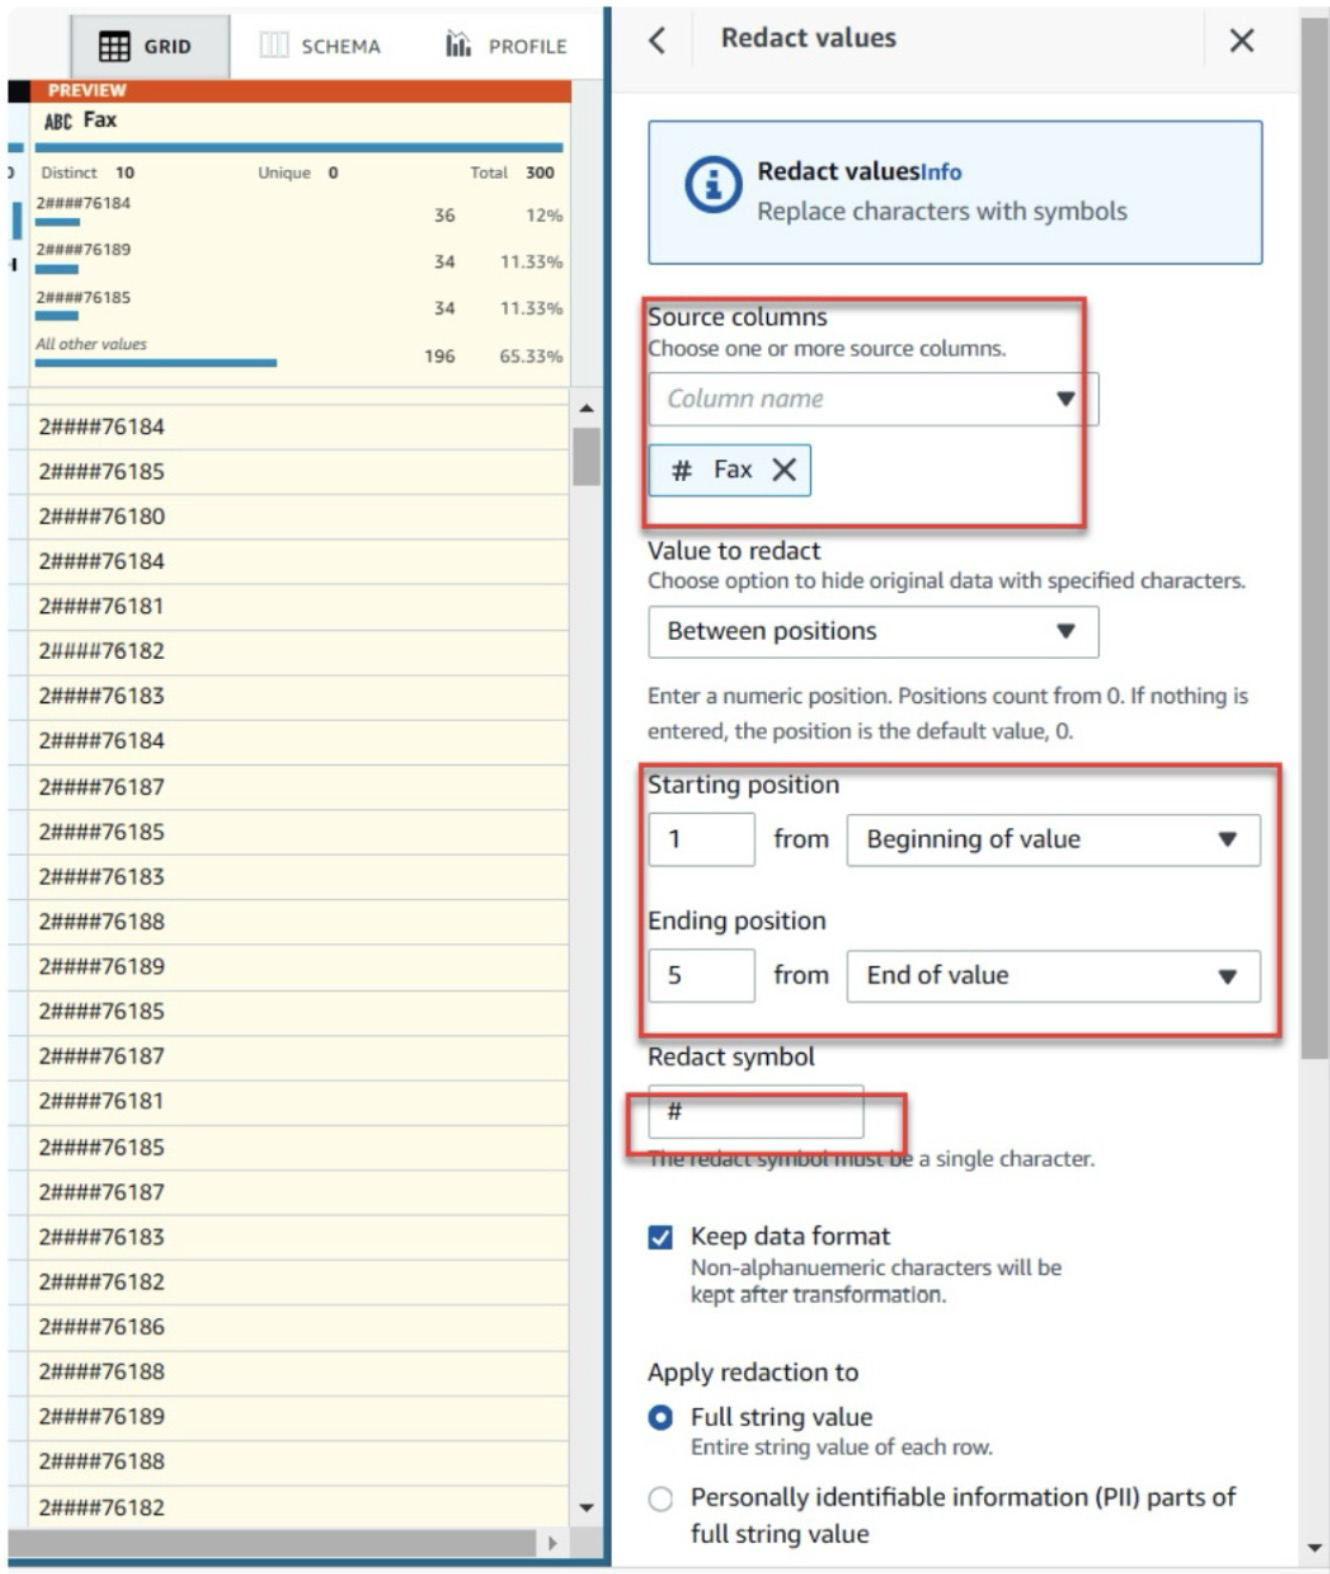 GRID
SCHEMA
PROFILE
PREVIEW
ABC Fax
Distinct 10 Unique 0 Total 300
2####76184 36 12%
2####76189 34 11.33%
2####76185 34 11.33%
All other values 196 65.33%
2####76184
2####76185
2####76180
2####76184
2####76181
2####76182
2####76183
2####76184
2####76187
2####76185
2####76183
2####76188
2####76189
2####76185
2####76187
2####76181
2####76185
2####76187
2####76183
2####76182
2####76186
2####76188
2####76189
2####76188
2####76182
Redact values
Redact valuesInfo
Replace characters with symbols
Source columns
Choose one or more source columns.
Column name
# Fax
Value to redact
Choose option to hide original data with specified characters.
Between positions
Enter a numeric position. Positions count from 0. If nothing is
entered, the position is the default value, 0.
Starting position
1 from Beginning of value
Ending position
5 from End of value
Redact symbol
#
The redact symbol must be a single character.
Keep data format
Non-alphanuemeric characters will be
kept after transformation.
Apply redaction to
Full string value
Entire string value of each row.
Personally identifiable information (PII) parts of
full string value